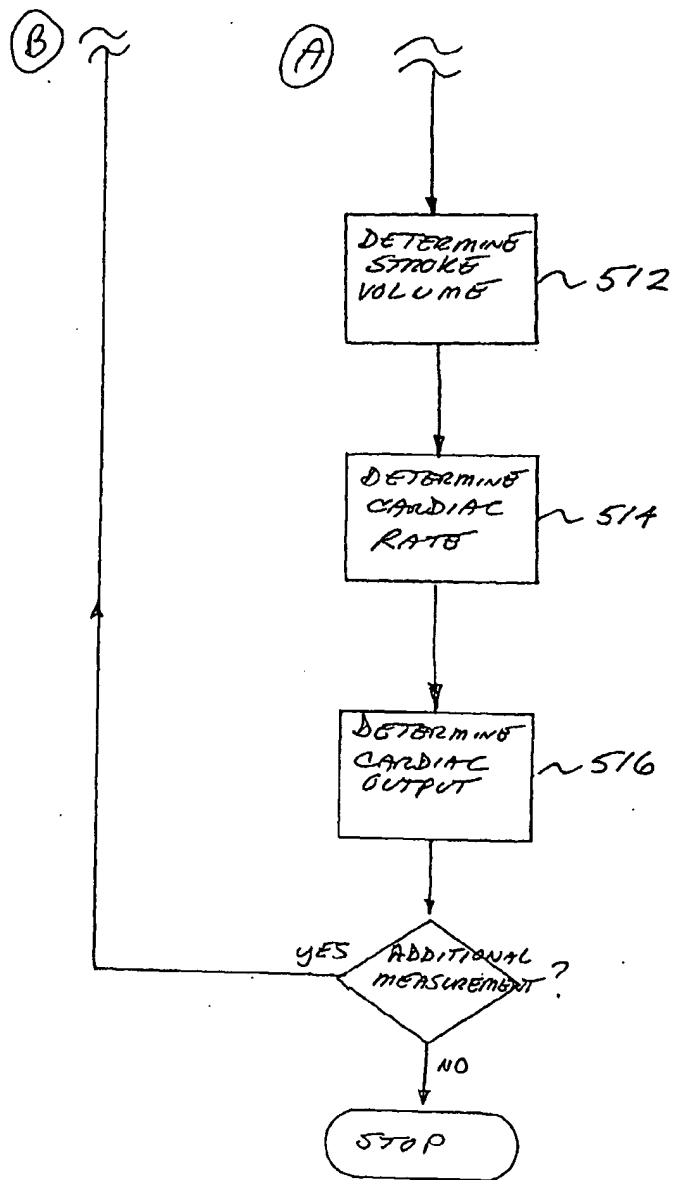 B
A
DETERMINE
STROKE
VOLUME
512
DETERMINE
CARDIAC
RATE
514
DETERMINE
CARDIAC
OUTPUT
516
YES
ADDITIONAL
MEASUREMENT ?
NO
STOP